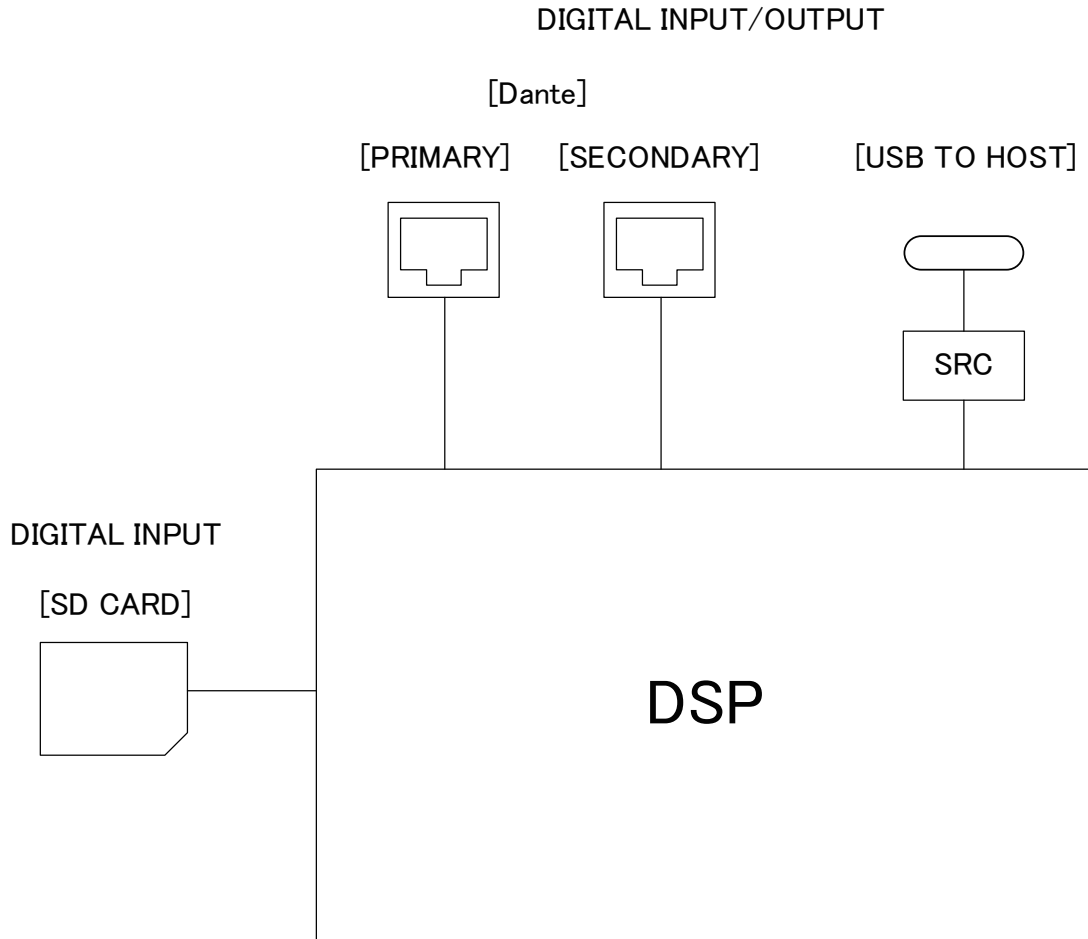 DIGITAL INPUT/OUTPUT
[Dante]
[PRIMARY] [SECONDARY] [USB TO HOST]
SRC
DIGITAL INPUT
[SD CARD]
DSP